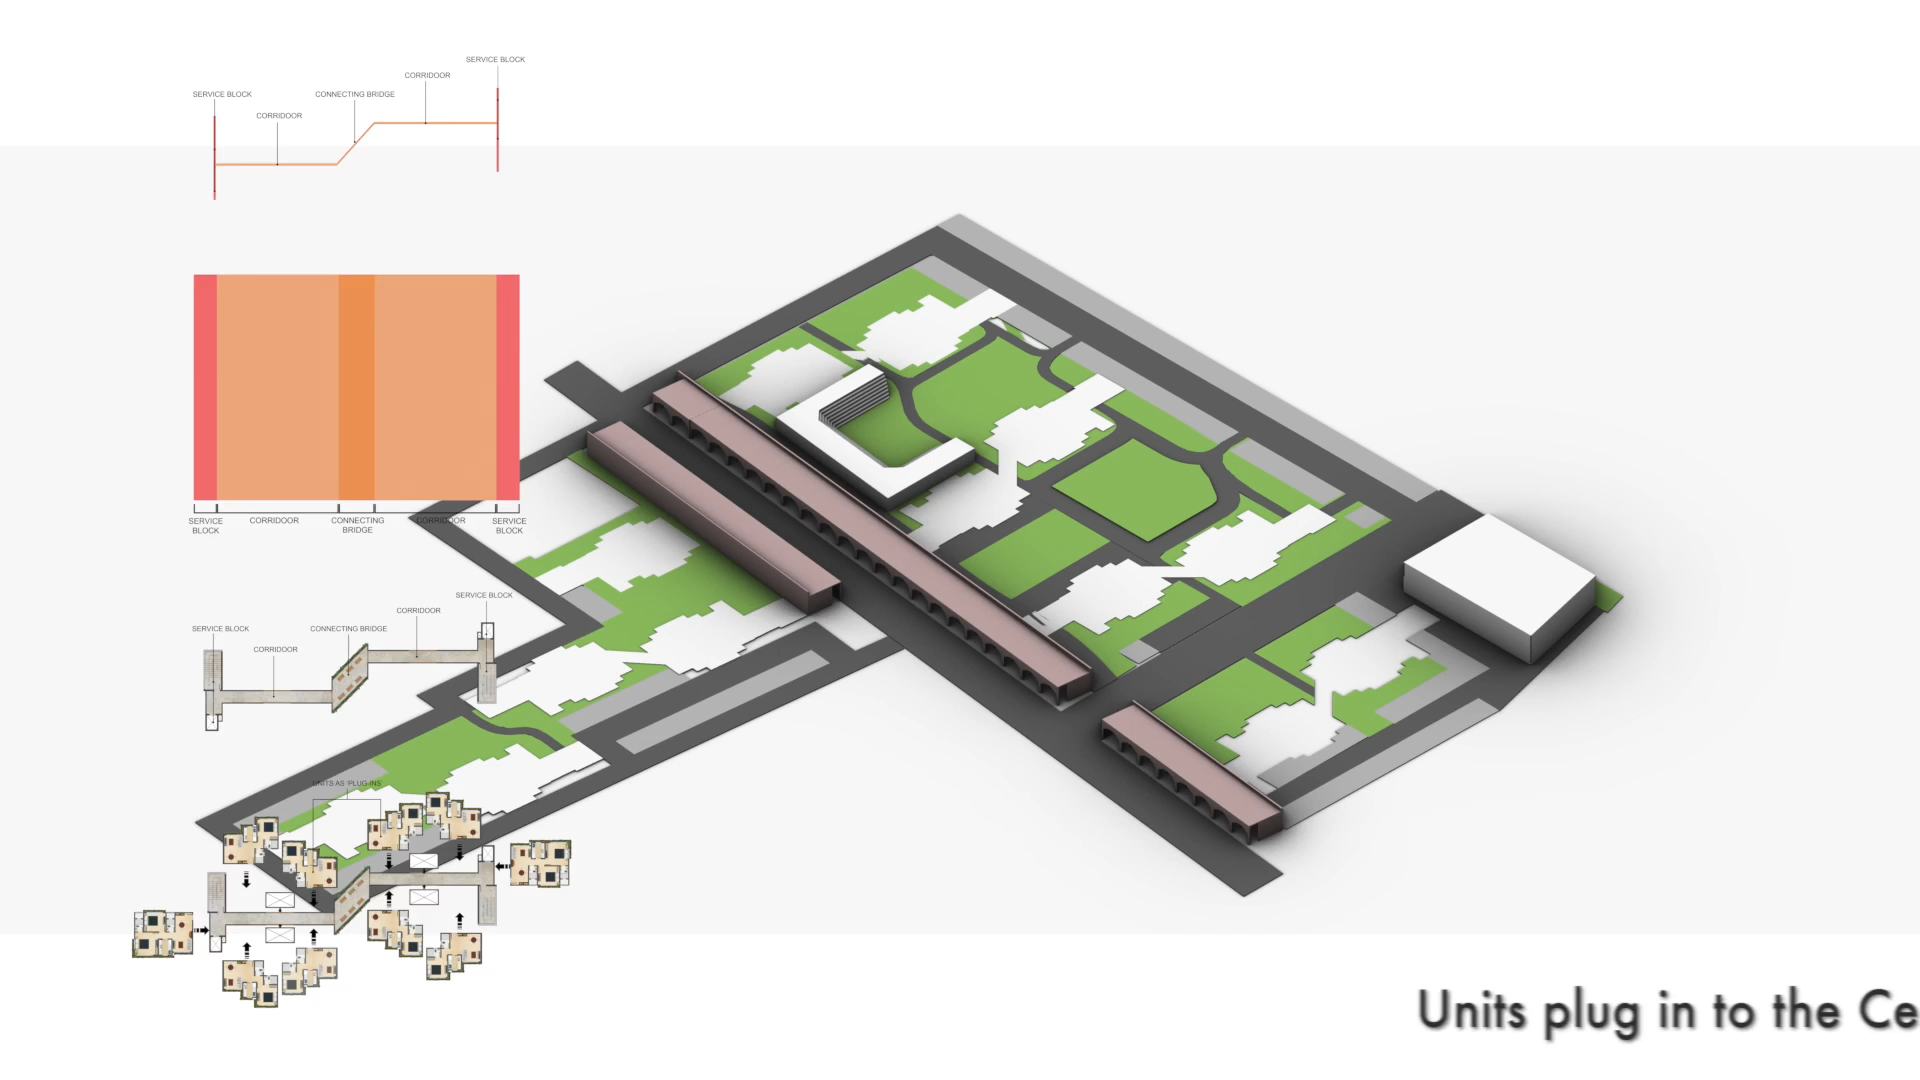 SERVICE BLOCK
CORRIDOOR
CONNECTING BRIDGE
SERVICE BLOCK
CORRIDOOR
SERVICE
BLOCK
CORRIDOOR
CONNECTING
BRIDGE
CORRIDOOR
SERVICE
BLOCK
SERVICE BLOCK
CORRIDOOR
CONNECTING BRIDGE
SERVICE BLOCK
CORRIDOOR
UNITS AS 'PLUG-INS'
Units plug in to the Ce